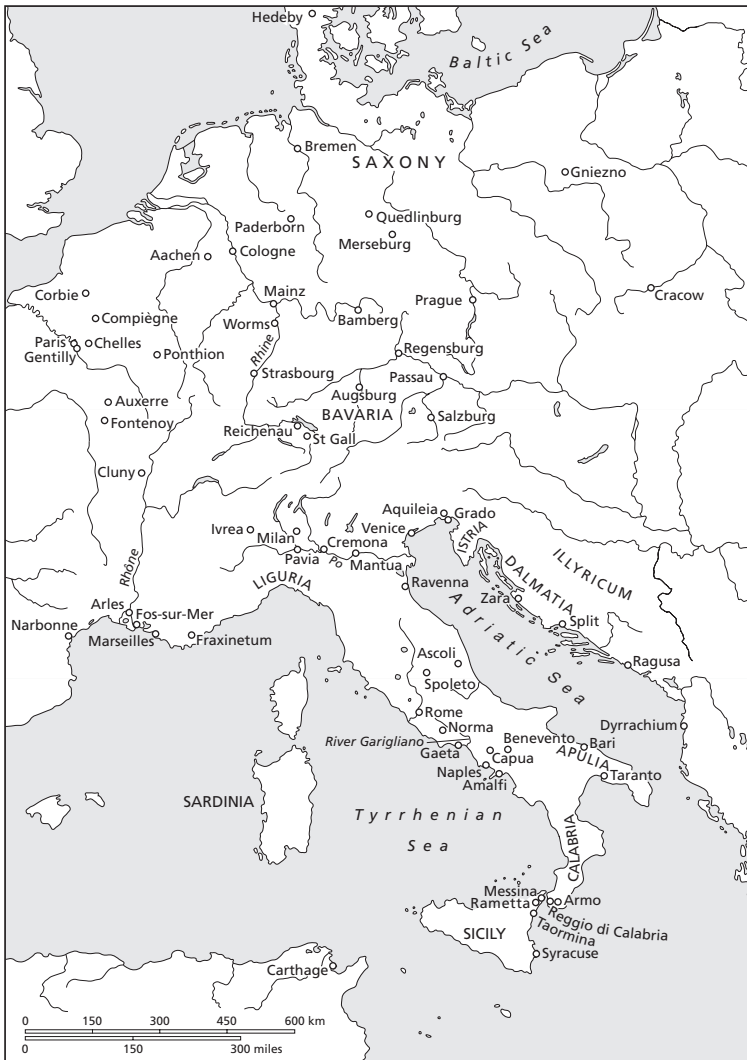 Hedeby
Baltic Sea
Bremen
SAXONY
Gniezno
Paderborn
Quedlinburg
Merseburg
Aachen
Cologne
Corbie
Mainz
Prague
Cracow
Compiègne
Bamberg
Worms
Paris
Chelles
Gentilly
Ponthion
Rhine
Regensburg
Strasbourg
Passau
Augsburg
Auxerre
BAVARIA
Fontenoy
Reichenau
Salzburg
St Gall
Cluny
Aquileia
Grado
Ivrea
Milan
Venice
Cremona
ISTRIA
Pavia
Po
Mantua
ILLYRICUM
Rhône
LIGURIA
Ravenna
DALMATIA
Zara
Arles
Fos-sur-Mer
Split
Narbonne
Marseilles
Fraxinetum
Adriatic Sea
Ascoli
Ragusa
Spoleto
Rome
Norma
Dyrrachium
River Garigliano
Benevento
Bari
Gaeta
Capua
APULIA
Naples
Taranto
Amalfi
SARDINIA
Tyrrhenian
Sea
CALABRIA
Messina
Rametta
Armo
Reggio di Calabria
Taormina
SICILY
Syracuse
Carthage
0 150 300 450 600 km
0 150 300 miles